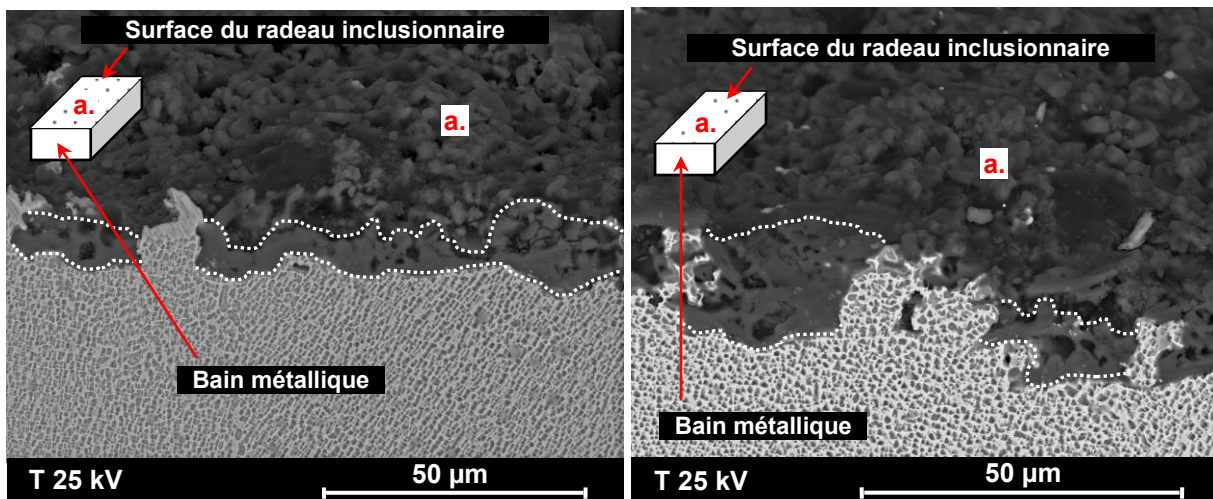 Surface du radeau inclusionnaire
a.
a.
Bain métallique
T 25 kV
50 µm
Surface du radeau inclusionnaire
a.
a.
Bain métallique
T 25 kV
50 µm